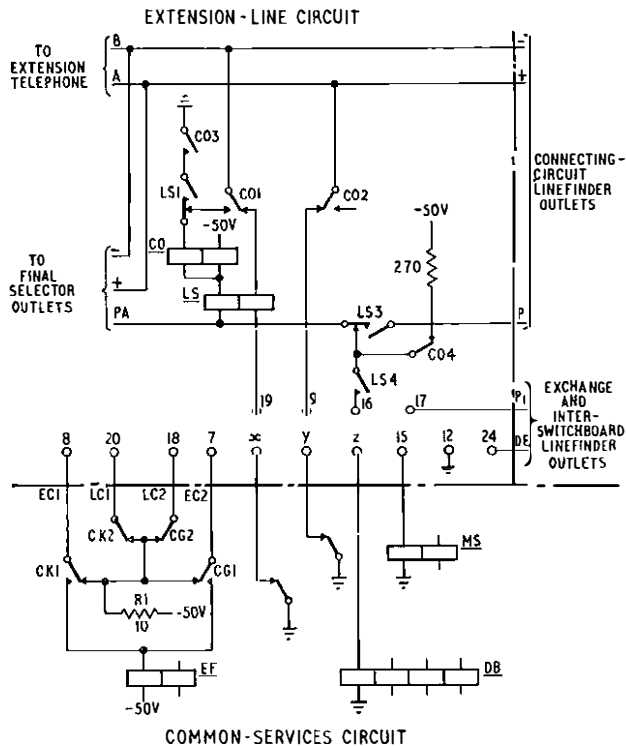 EXTENSION-LINE CIRCUIT
TO
EXTENSION
TELEPHONE
B
A
-
+
CO3
LS1
CO1
CO2
-50V
-50V
CONNECTING-
CIRCUIT
LINEFINDER
OUTLETS
TO
FINAL
SELECTOR
OUTLETS
-
+
PA
CO
LS
270
LS3
P
CO4
LS4
19
9
16
17
P1
DE
EXCHANGE
AND
INTER-
SWITCHBOARD
LINEFINDER
OUTLETS
8
20
18
7
x
y
z
15
12
24
EC1
LC1
LC2
EC2
CK2
CG2
CK1
CG1
R1
10
-50V
MS
EF
-50V
DB
COMMON-SERVICES CIRCUIT